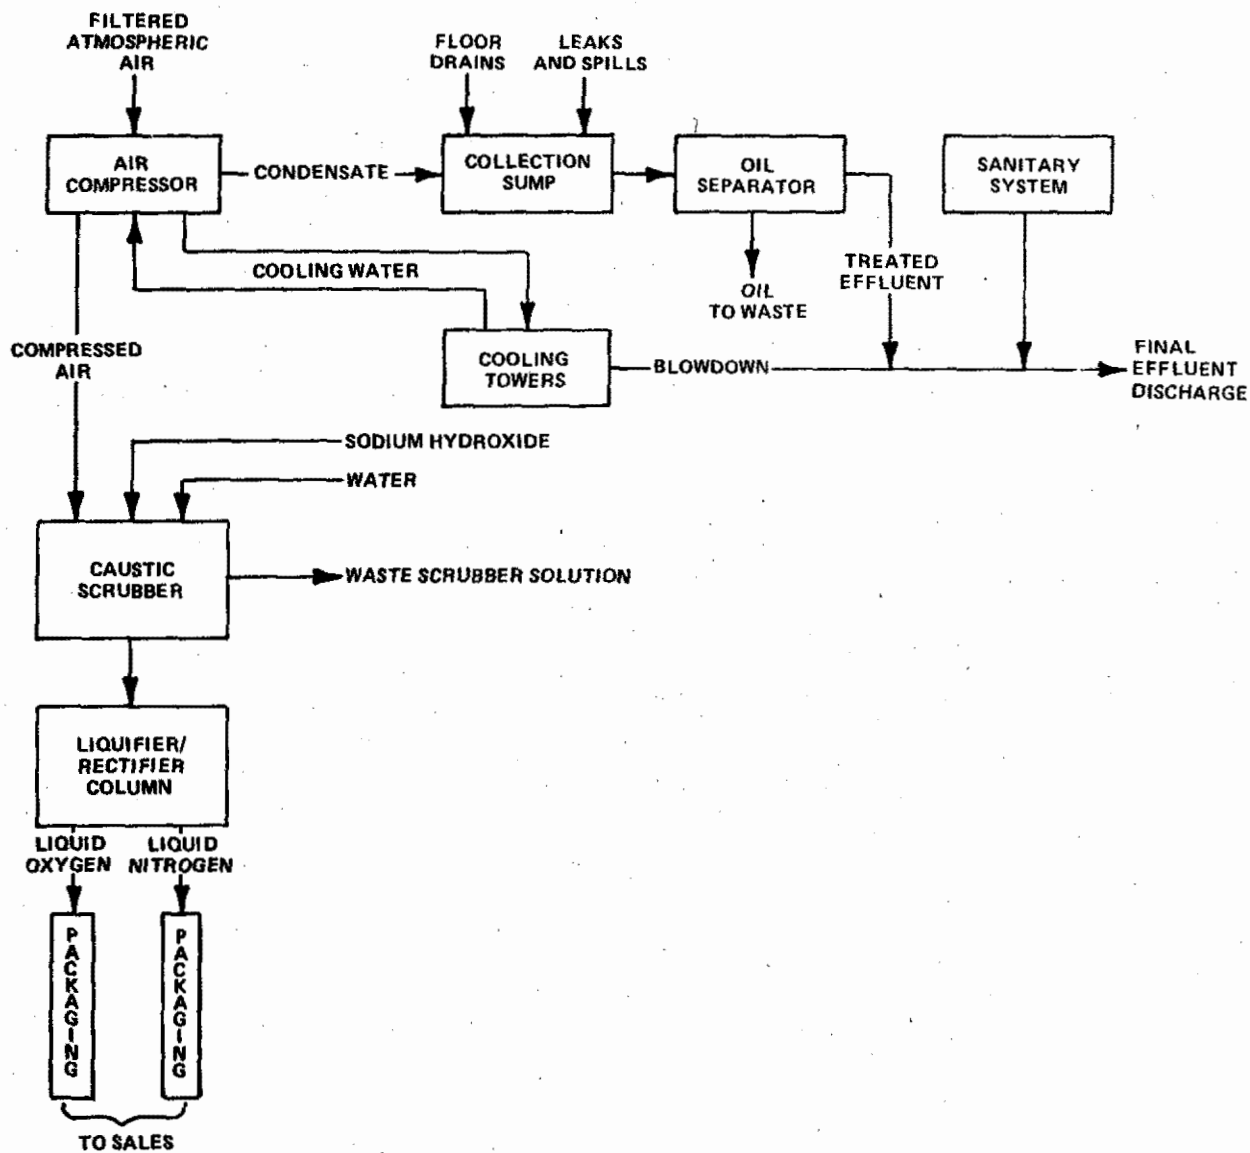 FILTERED
ATMOSPHERIC
AIR
FLOOR
DRAINS
LEAKS
AND SPILLS
AIR
COMPRESSOR
CONDENSATE
COLLECTION
SUMP
OIL
SEPARATOR
SANITARY
SYSTEM
COOLING WATER
OIL
TO WASTE
TREATED
EFFLUENT
COMPRESSED
AIR
COOLING
TOWERS
BLOWDOWN
FINAL
EFFLUENT
DISCHARGE
SODIUM HYDROXIDE
WATER
CAUSTIC
SCRUBBER
WASTE SCRUBBER SOLUTION
LIQUIFIER/
RECTIFIER
COLUMN
LIQUID
OXYGEN
LIQUID
NITROGEN
PACKAGING
PACKAGING
TO SALES